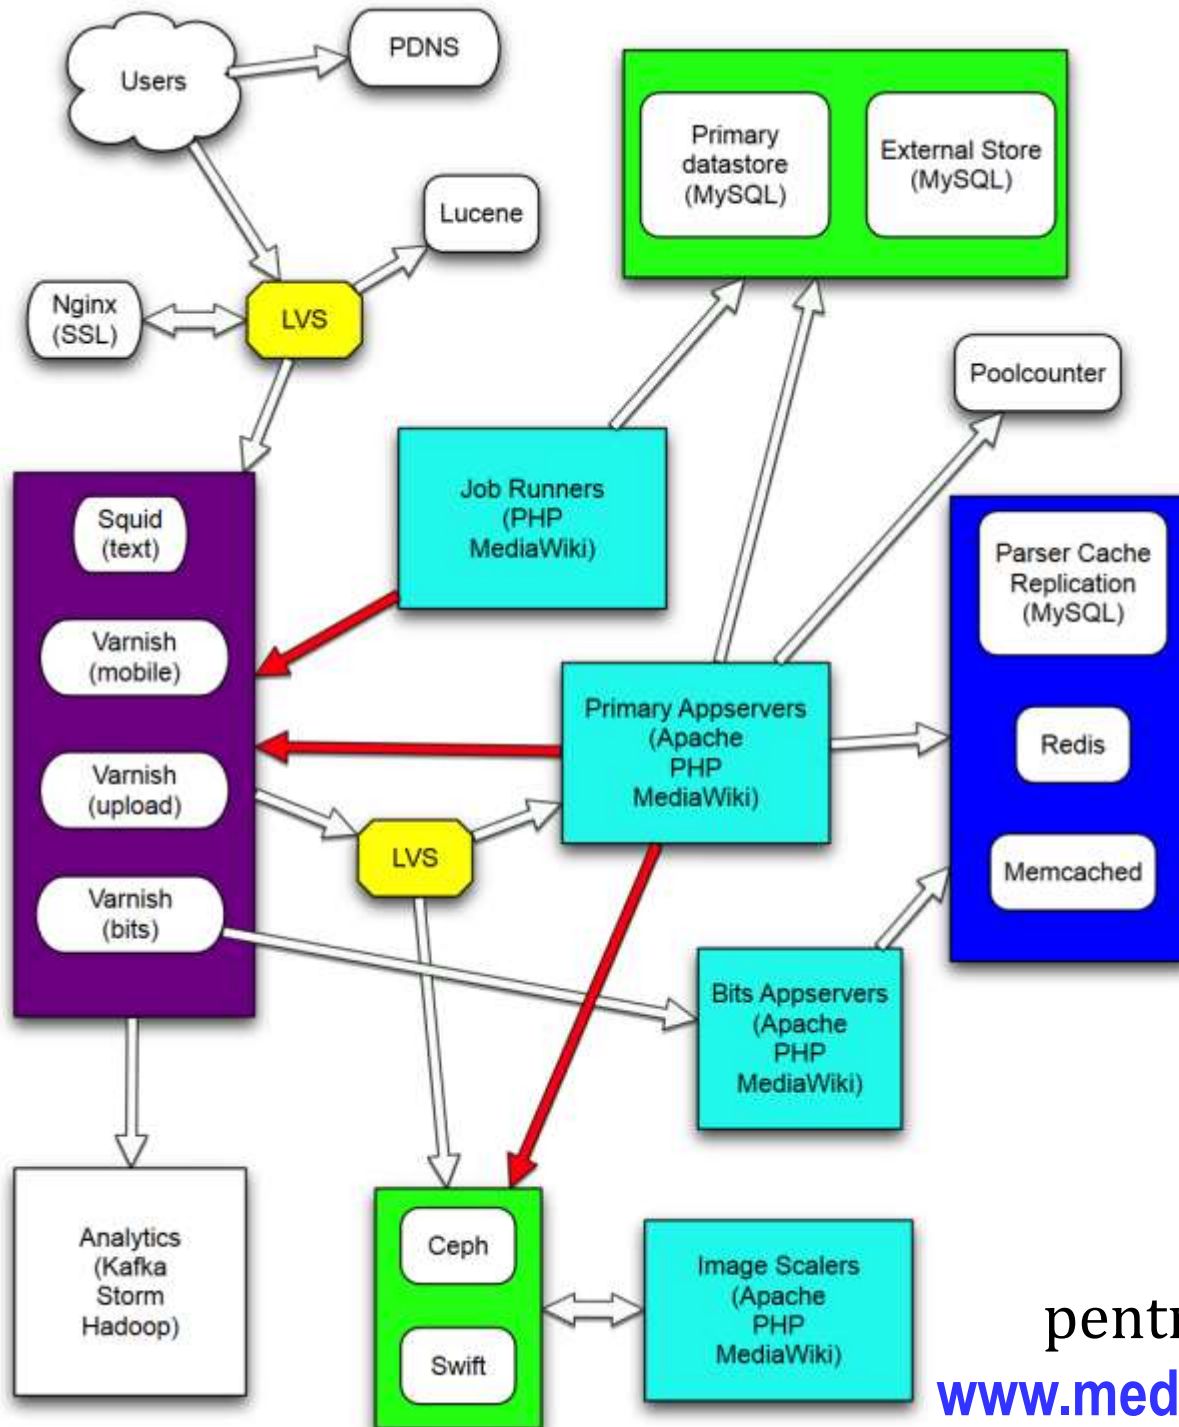 Users
PDNS
Primary
datastore
(MySQL)
External Store
(MySQL)
Lucene
Nginx
(SSL)
LVS
Poolcounter
Job Runners
(PHP
MediaWiki)
Squid
(text)
Varnish
(mobile)
Varnish
(upload)
Varnish
(bits)
Parser Cache
Replication
(MySQL)
Redis
Memcached
Primary Appservers
(Apache
PHP
MediaWiki)
LVS
Bits Appservers
(Apache
PHP
MediaWiki)
Analytics
(Kafka
Storm
Hadoop)
Ceph
Swift
Image Scalers
(Apache
PHP
MediaWiki)